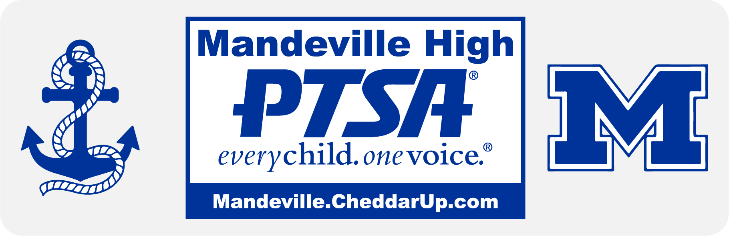 Mandeville High
PTSA®
everychild.onevoice.®
Mandeville.CheddarUp.com
M